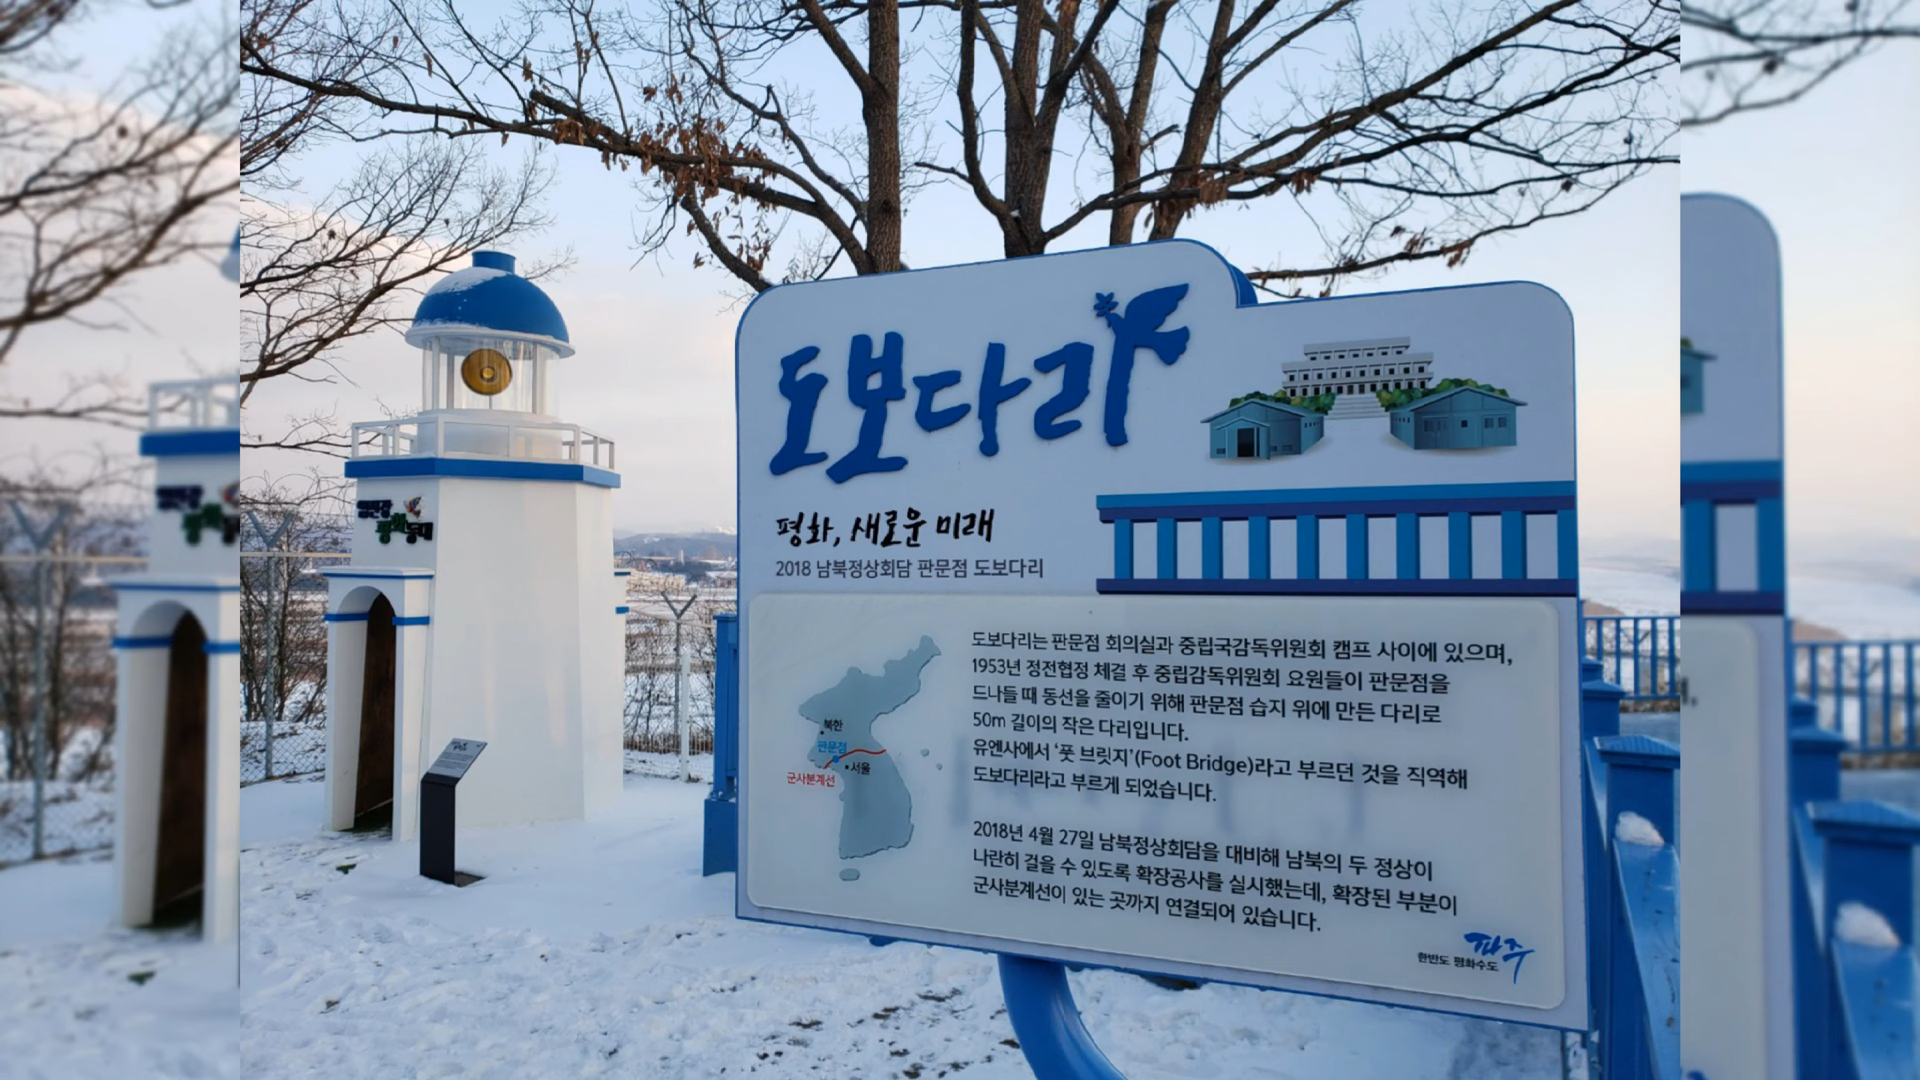 도보다리
평화, 새로운 미래
2018 남북정상회담 판문점 도보다리
도보다리는 판문점 회의실과 중립국감독위원회 캠프 사이에 있으며,
1953년 정전협정 체결 후 중립감독위원회 요원들이 판문점을
드나들 때 동선을 줄이기 위해 판문점 습지 위에 만든 다리로
50m 길이의 작은 다리입니다.
유엔사에서 ‘풋 브릿지’(Foot Bridge)라고 부르던 것을 직역해
도보다리라고 부르게 되었습니다.
2018년 4월 27일 남북정상회담을 대비해 남북의 두 정상이
나란히 걸을 수 있도록 확장공사를 실시했는데, 확장된 부분이
군사분계선이 있는 곳까지 연결되어 있습니다.
북한
판문점
서울
군사분계선
한반도 평화수도
파주
임진강
평화등대